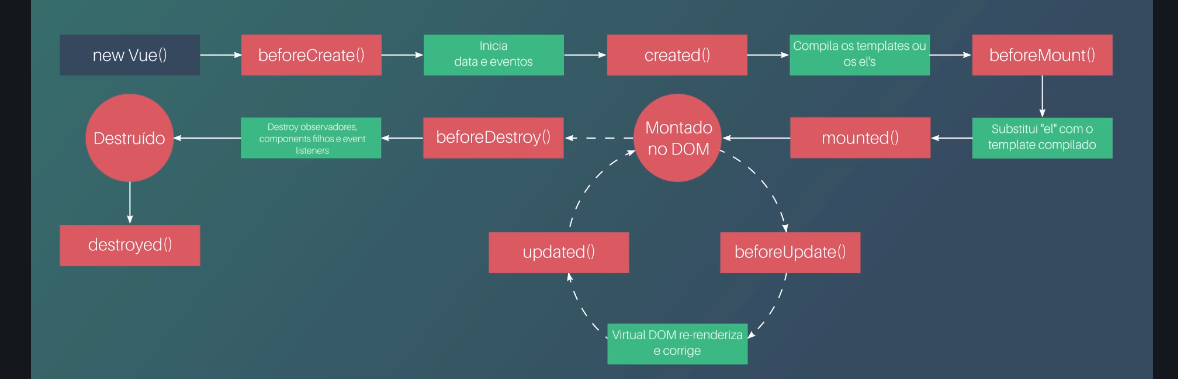 new Vue()
beforeCreate()
Inicia
data e eventos
created()
Compila os templates ou
os el's
beforeMount()
Destruído
Destroy observadores,
components filhos e event
listeners
beforeDestroy()
Montado
no DOM
mounted()
Substitui "el" com o
template compilado
destroyed()
updated()
beforeUpdate()
Virtual DOM re-renderiza
e corrige